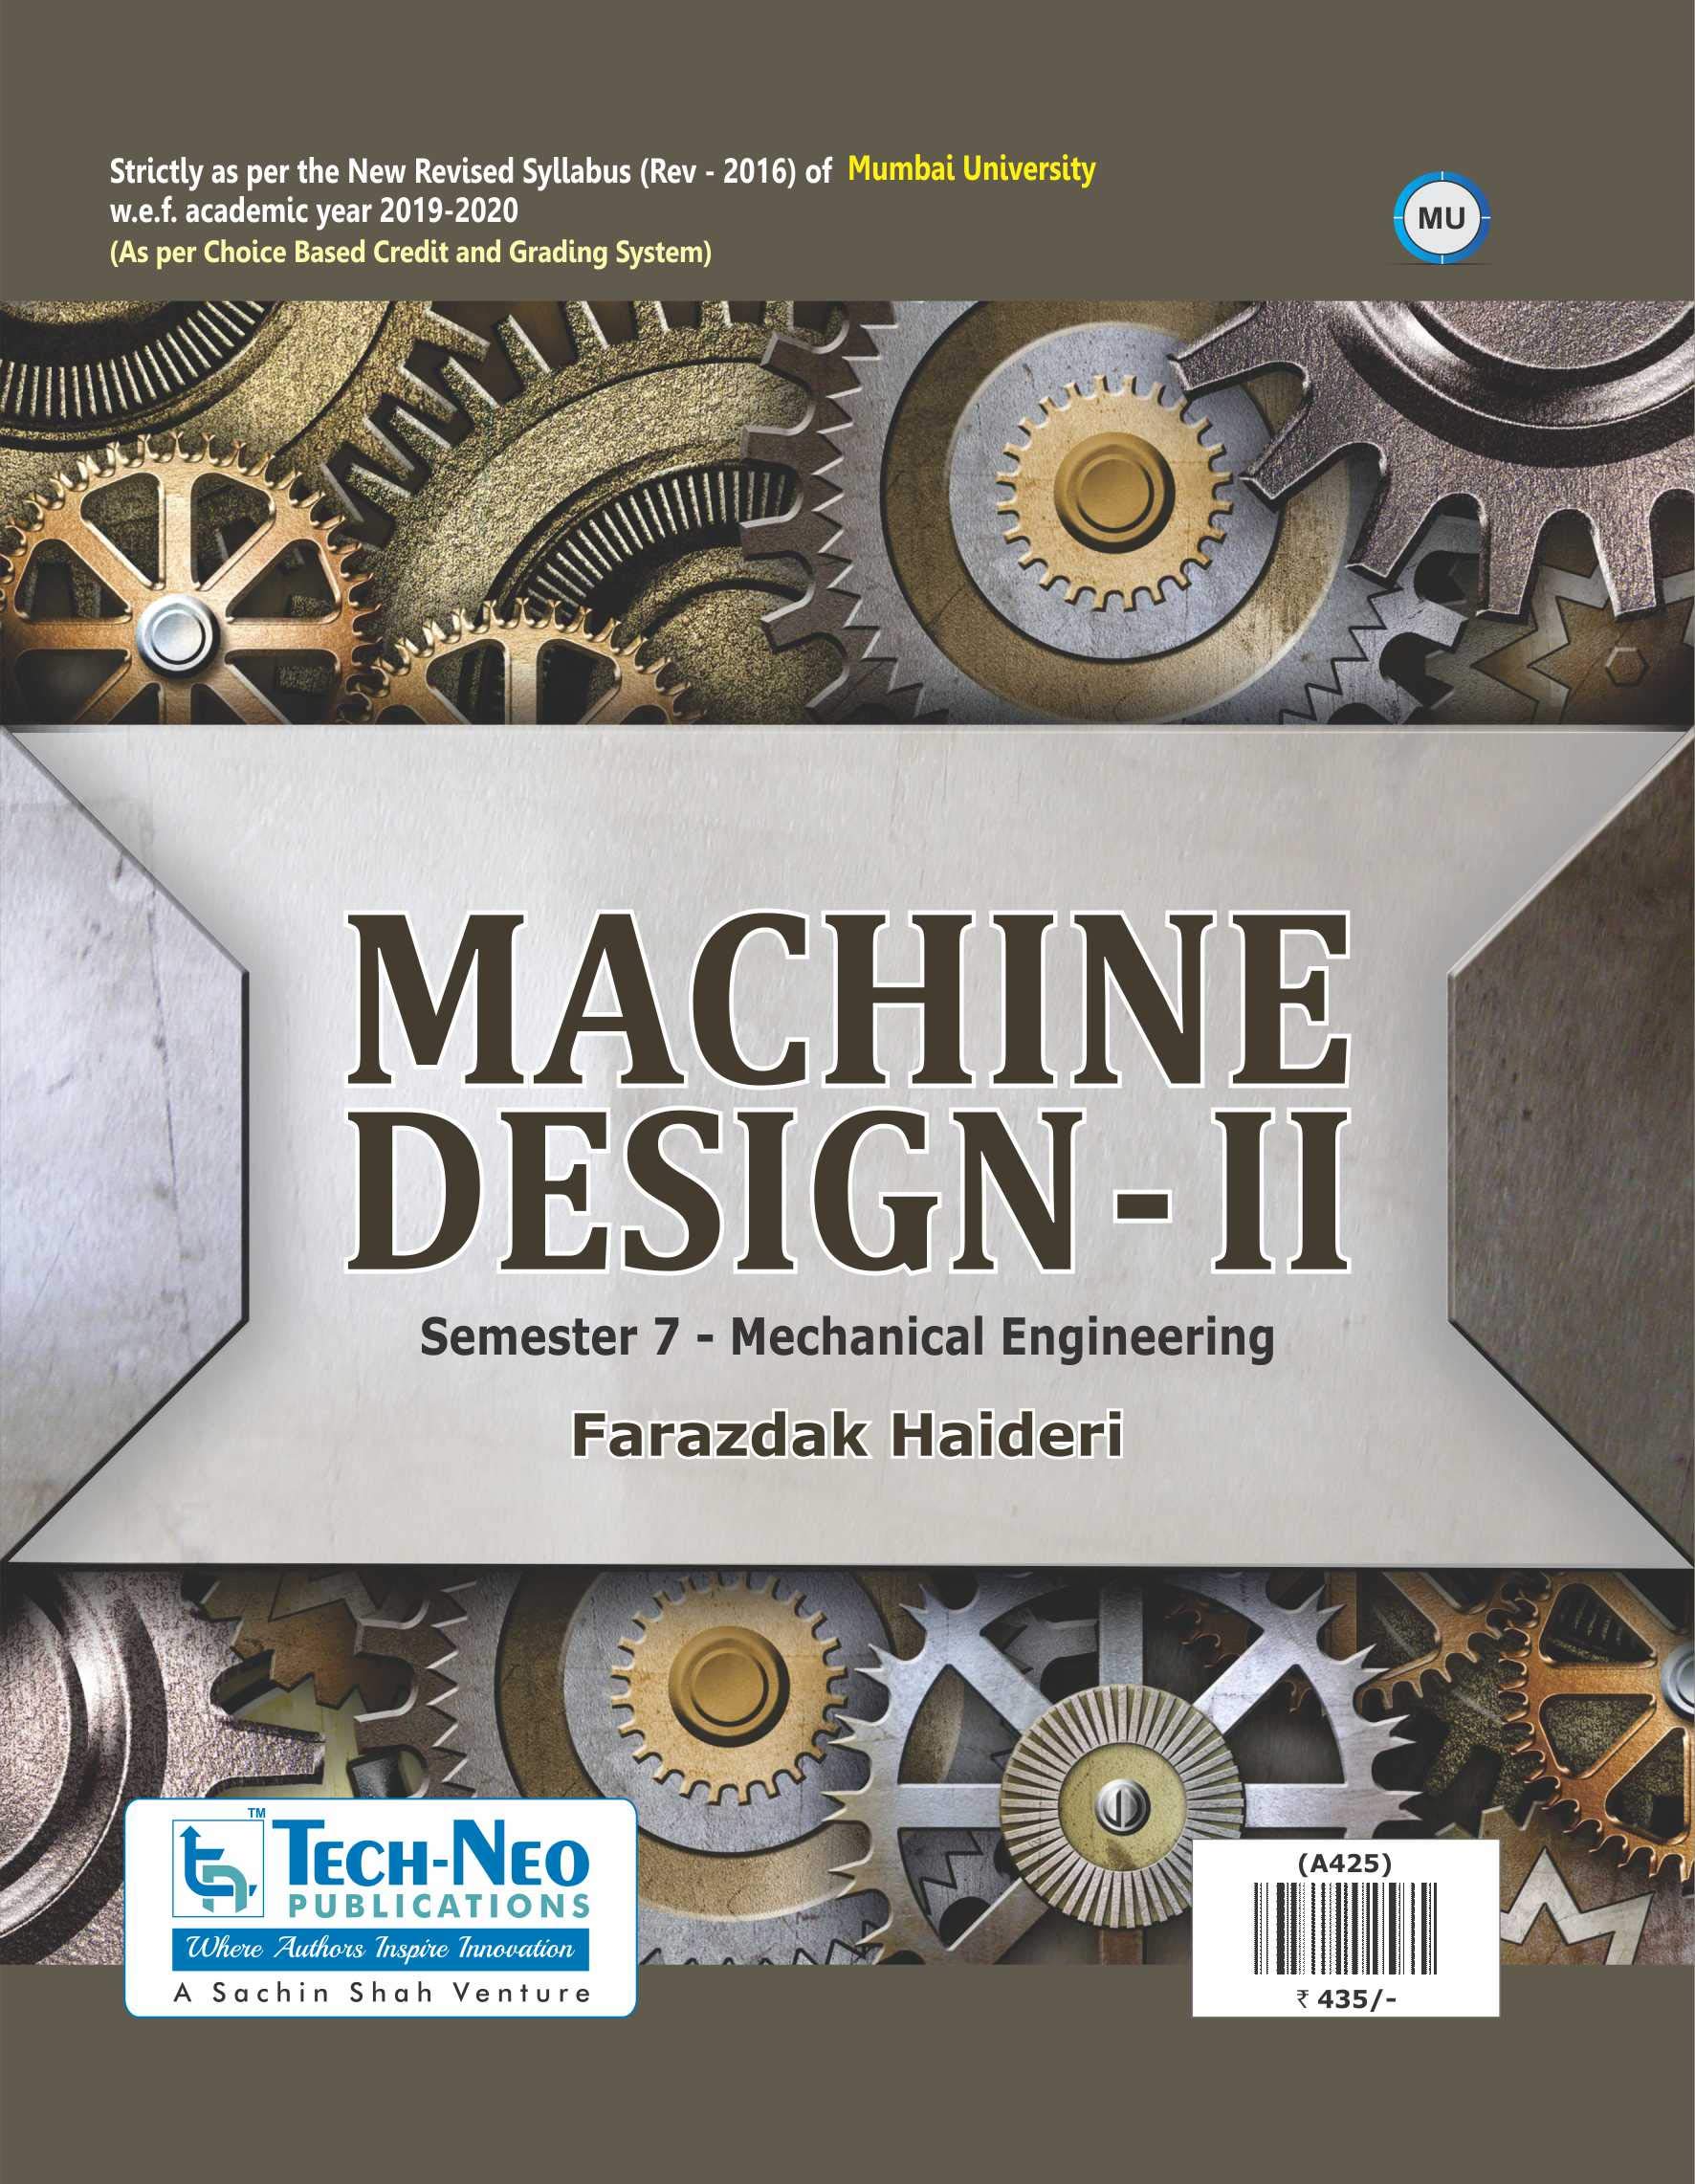 Strictly as per the New Revised Syllabus (Rev - 2016) of Mumbai University
w.e.f. academic year 2019-2020
(As per Choice Based Credit and Grading System)
MU
MACHINE
DESIGN - II
Semester 7 - Mechanical Engineering
Farazdak Haideri
TM
TECH-NEO
PUBLICATIONS
Where Authors Inspire Innovation
A Sachin Shah Venture
(A425)
₹ 435/-